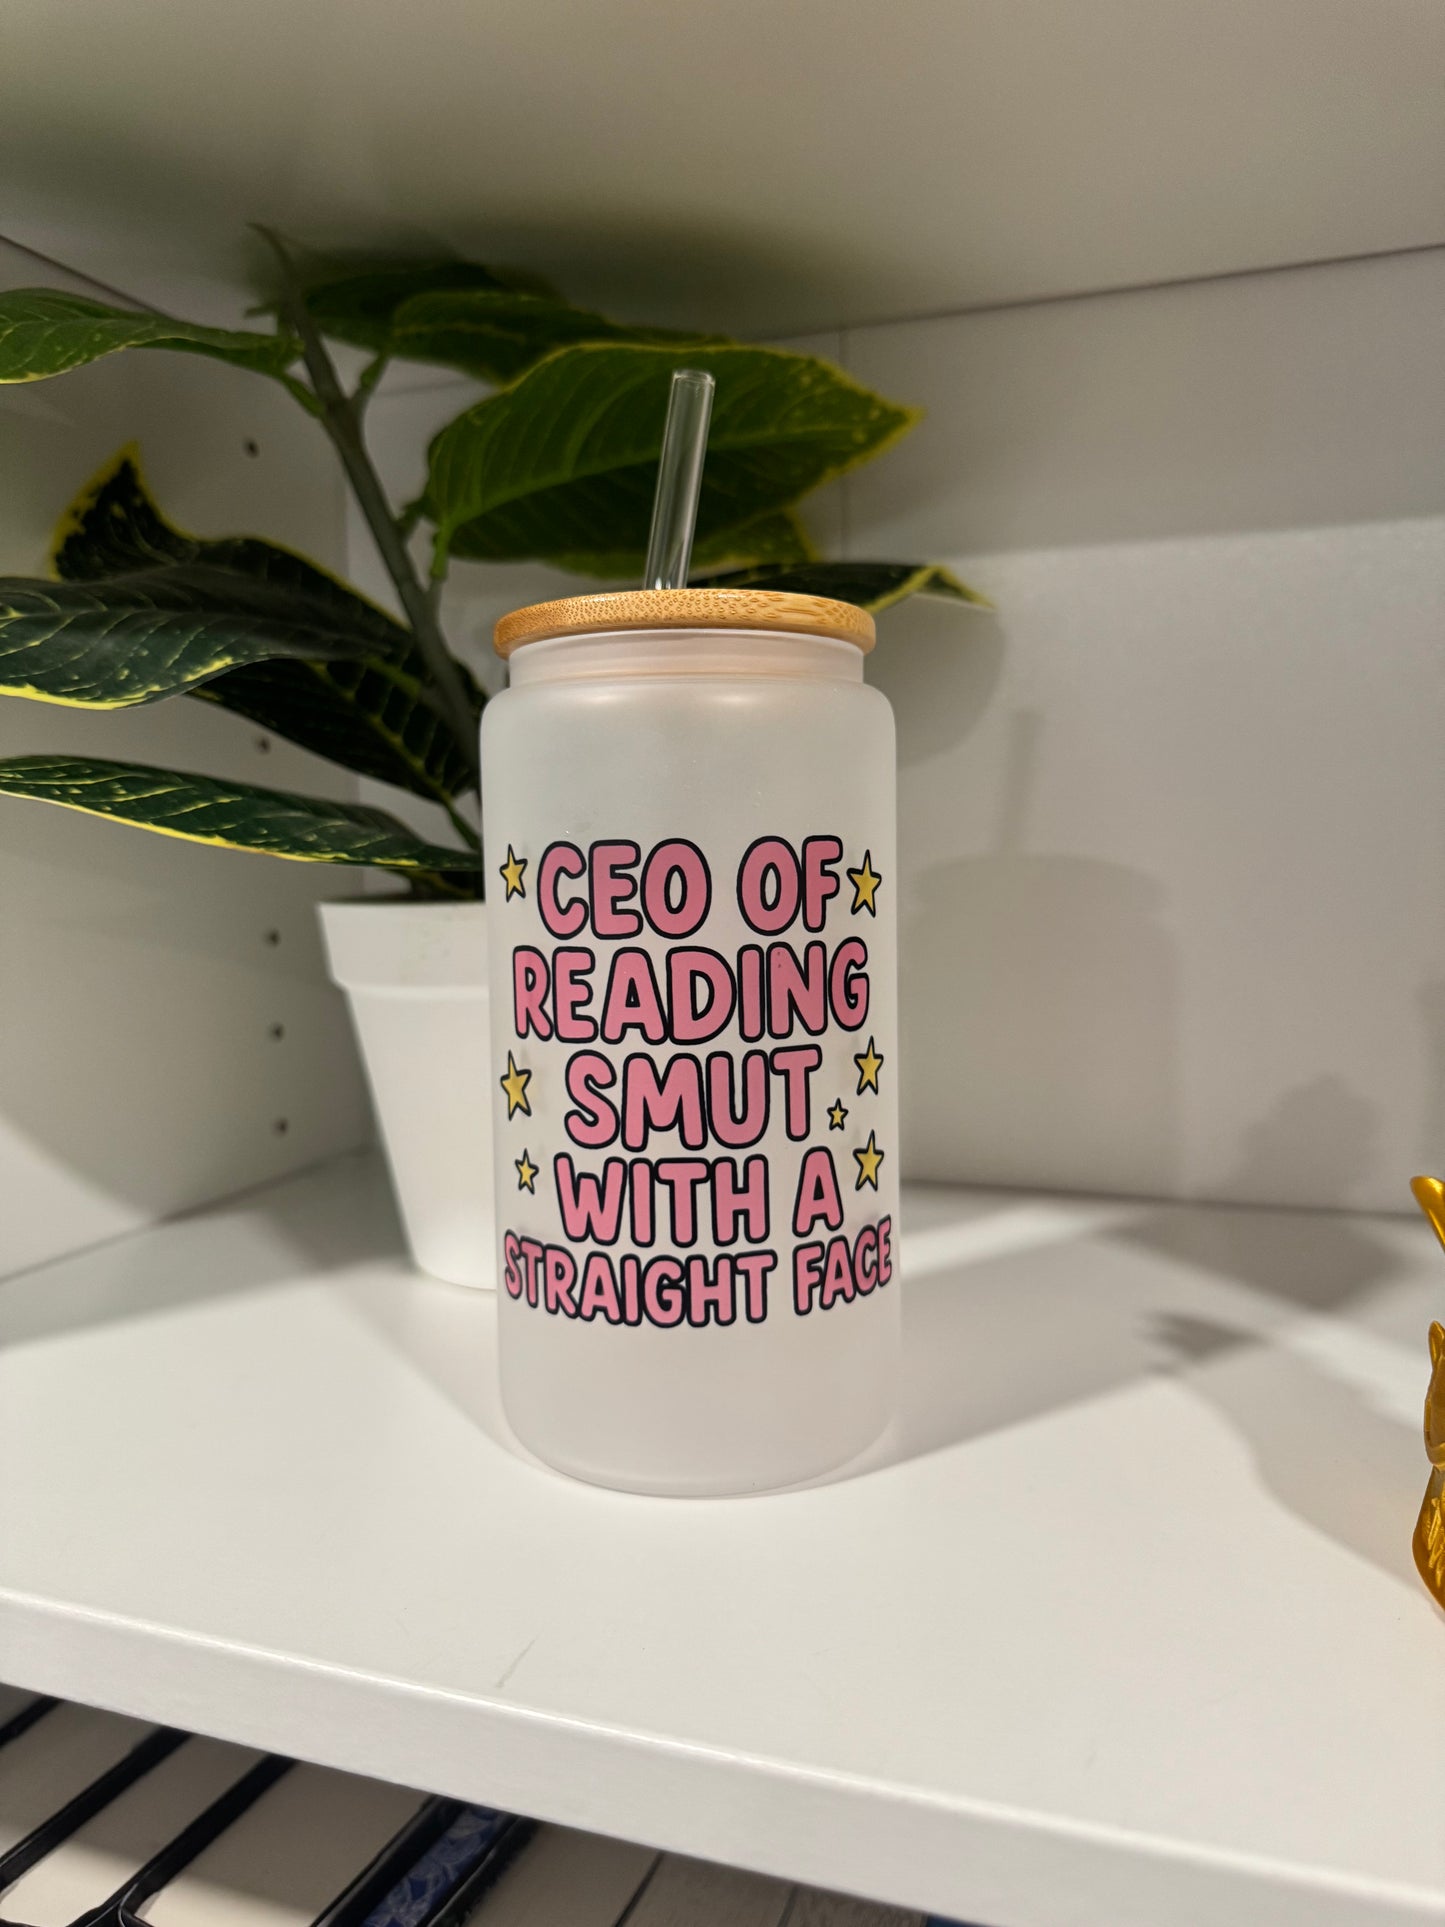 CEO OF
READING
SMUT
WITH A
STRAIGHT FACE